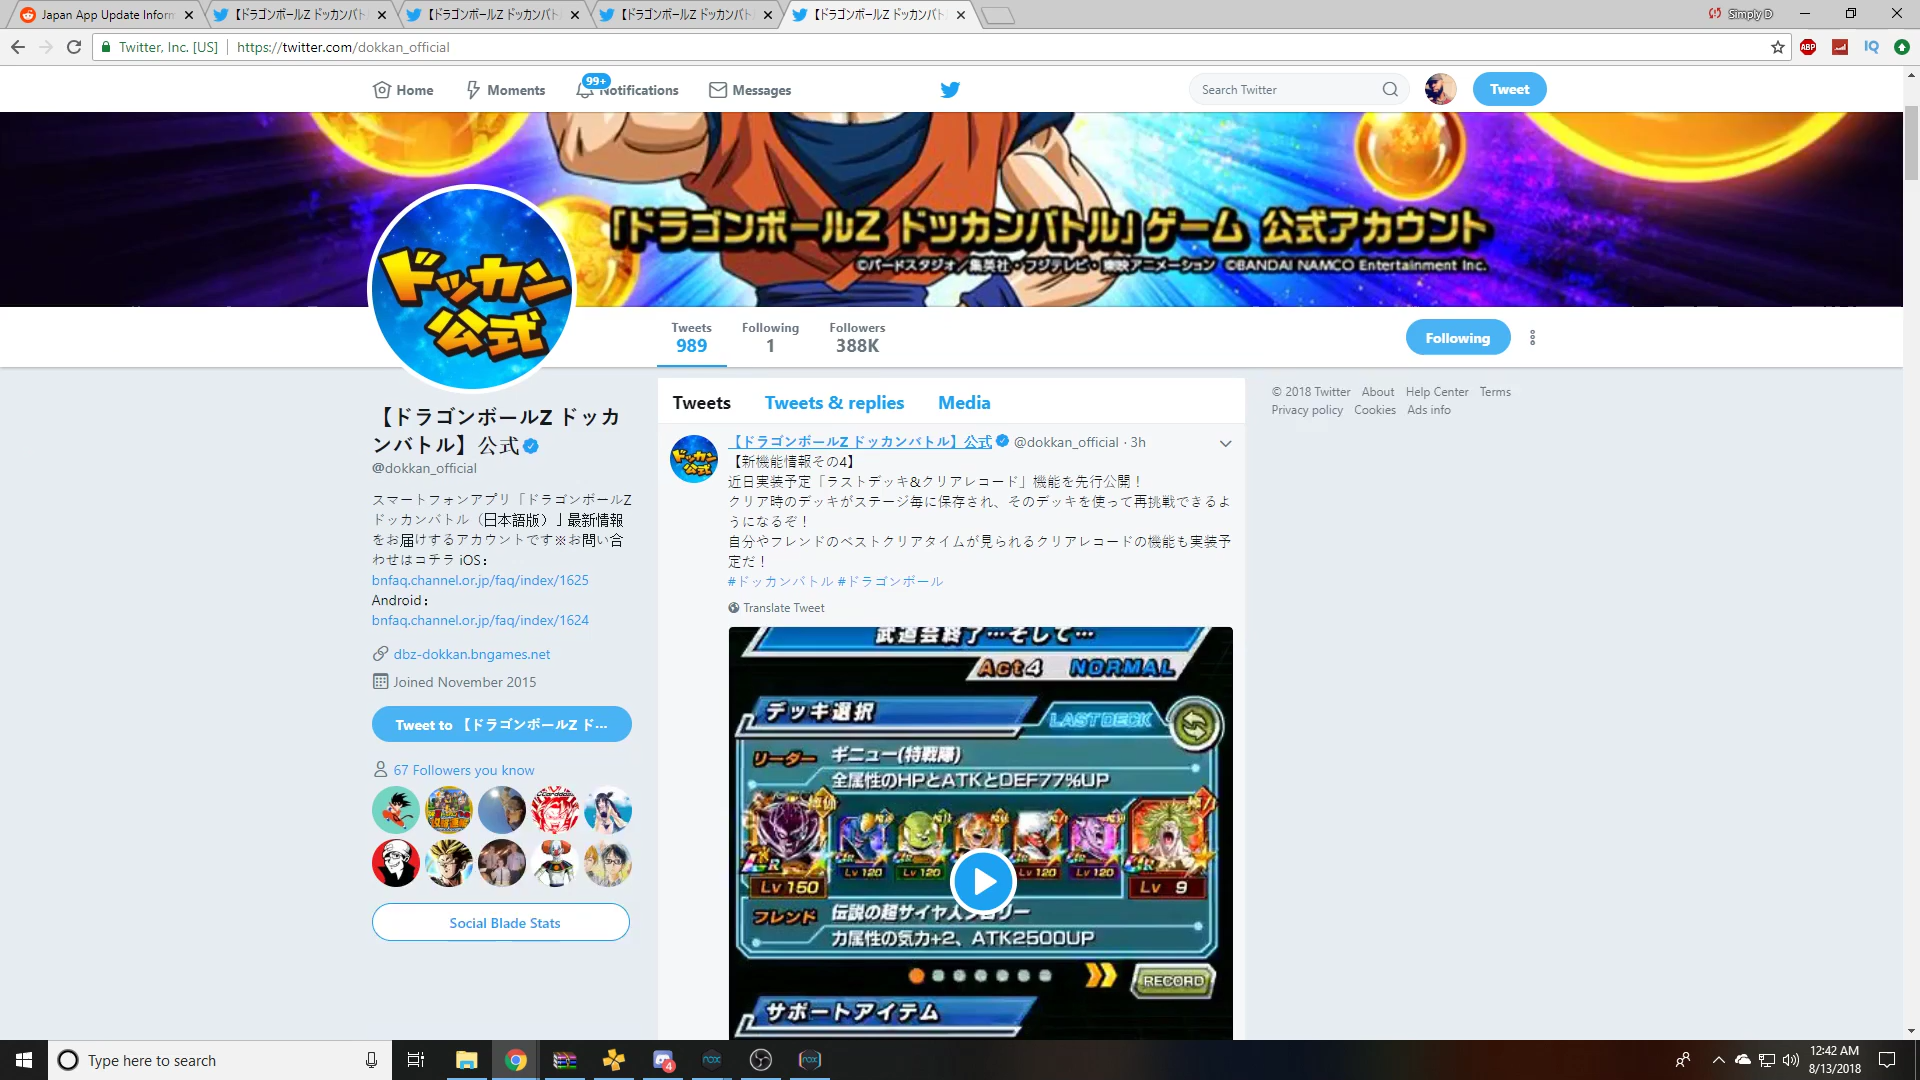 Japan App Update Inform
【ドラゴンボールZ ドッカンバト
【ドラゴンボールZ ドッカンバト
【ドラゴンボールZ ドッカンバト
【ドラゴンボールZ ドッカンバト
Simply D
Twitter, Inc. [US]
https://twitter.com/dokkan_official
ABP
IQ
Home
Moments
99+
Notifications
Messages
Search Twitter
Tweet
「ドラゴンボールZ ドッカンバトル」ゲーム 公式アカウント
©バードスタジオ／集英社・フジテレビ・東映アニメーション ©BANDAI NAMCO Entertainment Inc.
ドッカン
公式
Tweets
989
Following
1
Followers
388K
Following
【ドラゴンボールZ ドッカ
ンバトル】公式
@dokkan_official
スマートフォンアプリ「ドラゴンボールZ
ドッカンバトル（日本語版）」最新情報
をお届けするアカウントです※お問い合
わせはコチラ iOS：
bnfaq.channel.or.jp/faq/index/1625
Android：
bnfaq.channel.or.jp/faq/index/1624
dbz-dokkan.bngames.net
Joined November 2015
Tweet to 【ドラゴンボールZ ド...
67 Followers you know
Social Blade Stats
Tweets
Tweets & replies
Media
【ドラゴンボールZ ドッカンバトル】公式 @dokkan_official · 3h
【新機能情報その4】
近日実装予定「ラストデッキ&クリアレコード」機能を先行公開！
クリア時のデッキがステージ毎に保存され、そのデッキを使って再挑戦できるよ
うになるぞ！
自分やフレンドのベストクリアタイムが見られるクリアレコードの機能も実装予
定だ！
#ドッカンバトル #ドラゴンボール
Translate Tweet
武道会終了…そして…
Act4 NORMAL
デッキ選択
LAST DECK
リーダー
ギニュー(特戦隊)
全属性のHPとATKとDEF77%UP
Lv 150
Lv 120
Lv 120
Lv 120
Lv 120
Lv 9
フレンド
伝説の超サイヤ人
力属性の気力+2、ATK2500UP
RECORD
サポートアイテム
© 2018 Twitter About Help Center Terms
Privacy policy Cookies Ads info
Type here to search
4
nox
nox
12:42 AM
8/13/2018